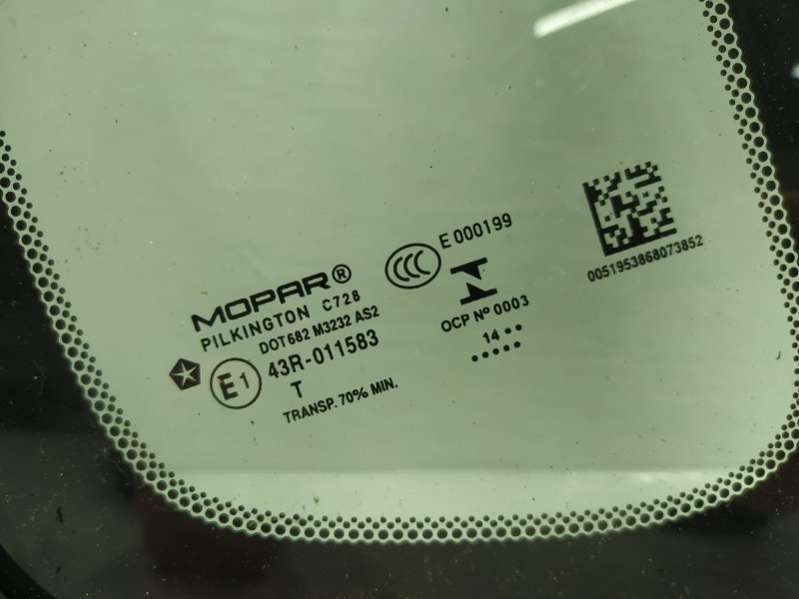 MOPAR®
PILKINGTON C728
DOT682 M3232 AS2
E1 43R-011583
T
TRANSP. 70% MIN.
CCC E 000199
OCP Nº 0003
14
0051953868073852